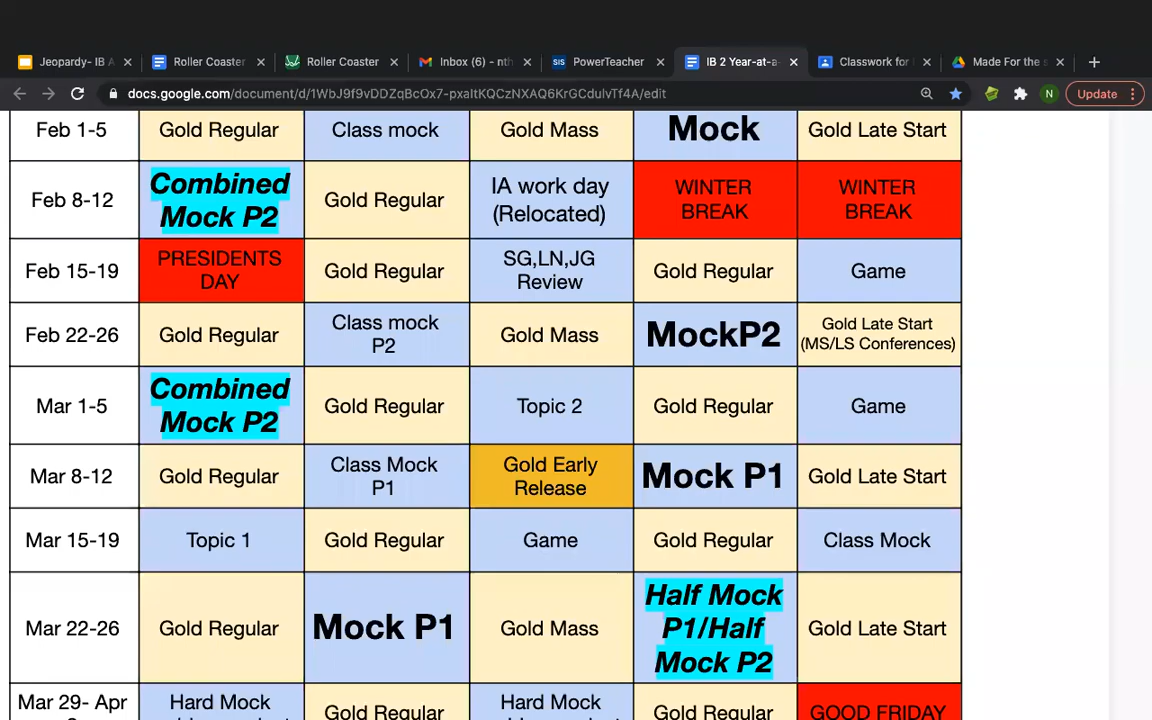 Jeopardy- IB A
Roller Coaster
Roller Coaster
Inbox (6) - nth
SIS
PowerTeacher
IB 2 Year-at-a-
Classwork for
Made For the s
docs.google.com/document/d/1WbJ9f9vDDZqBcOx7-pxaItKQCzNXAQ6KrGCdulvTf4A/edit
N
Update
Feb 1-5
Gold Regular
Class mock
Gold Mass
Mock
Gold Late Start
Feb 8-12
Combined
Mock P2
Gold Regular
IA work day
(Relocated)
WINTER
BREAK
WINTER
BREAK
Feb 15-19
PRESIDENTS
DAY
Gold Regular
SG,LN,JG
Review
Gold Regular
Game
Feb 22-26
Gold Regular
Class mock
P2
Gold Mass
MockP2
Gold Late Start
(MS/LS Conferences)
Mar 1-5
Combined
Mock P2
Gold Regular
Topic 2
Gold Regular
Game
Mar 8-12
Gold Regular
Class Mock
P1
Gold Early
Release
Mock P1
Gold Late Start
Mar 15-19
Topic 1
Gold Regular
Game
Gold Regular
Class Mock
Mar 22-26
Gold Regular
Mock P1
Gold Mass
Half Mock
P1/Half
Mock P2
Gold Late Start
Mar 29- Apr
Hard Mock
Gold Regular
Hard Mock
Gold Regular
GOOD FRIDAY